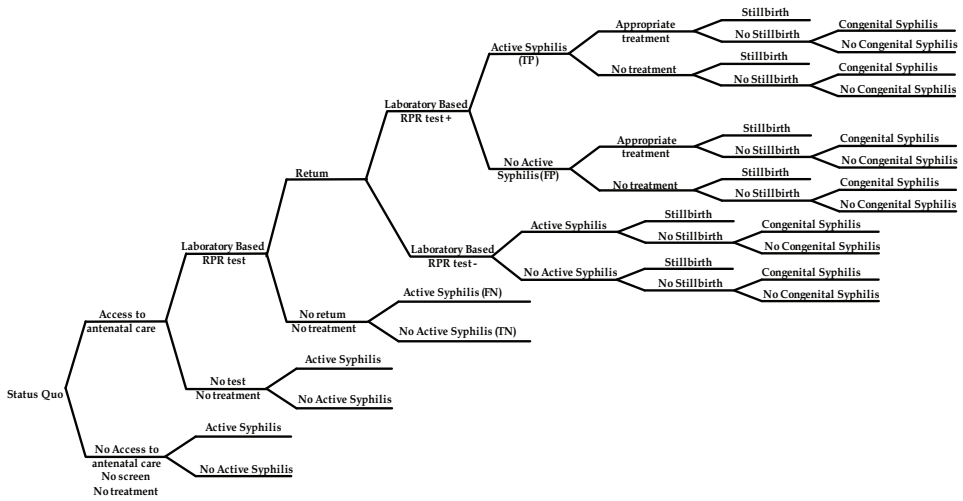 Stillbirth
Appropriate
treatment
No Stillbirth
Congenital Syphilis
No Congenital Syphilis
Active Syphilis
(TP)
No treatment
Stillbirth
No Stillbirth
Congenital Syphilis
No Congenital Syphilis
Laboratory Based
RPR test +
Stillbirth
Appropriate
treatment
No Stillbirth
Congenital Syphilis
No Congenital Syphilis
No Active
Syphilis(FP)
No treatment
Stillbirth
No Stillbirth
Congenital Syphilis
No Congenital Syphilis
Return
Laboratory Based
RPR test -
Active Syphilis
Stillbirth
No Stillbirth
Congenital Syphilis
No Congenital Syphilis
No Active Syphilis
Stillbirth
No Stillbirth
Congenital Syphilis
No Congenital Syphilis
Laboratory Based
RPR test
No return
No treatment
Active Syphilis (FN)
No Active Syphilis (TN)
Access to
antenatal care
No test
No treatment
Active Syphilis
No Active Syphilis
Status Quo
No Access to
antenatal care
No screen
No treatment
Active Syphilis
No Active Syphilis